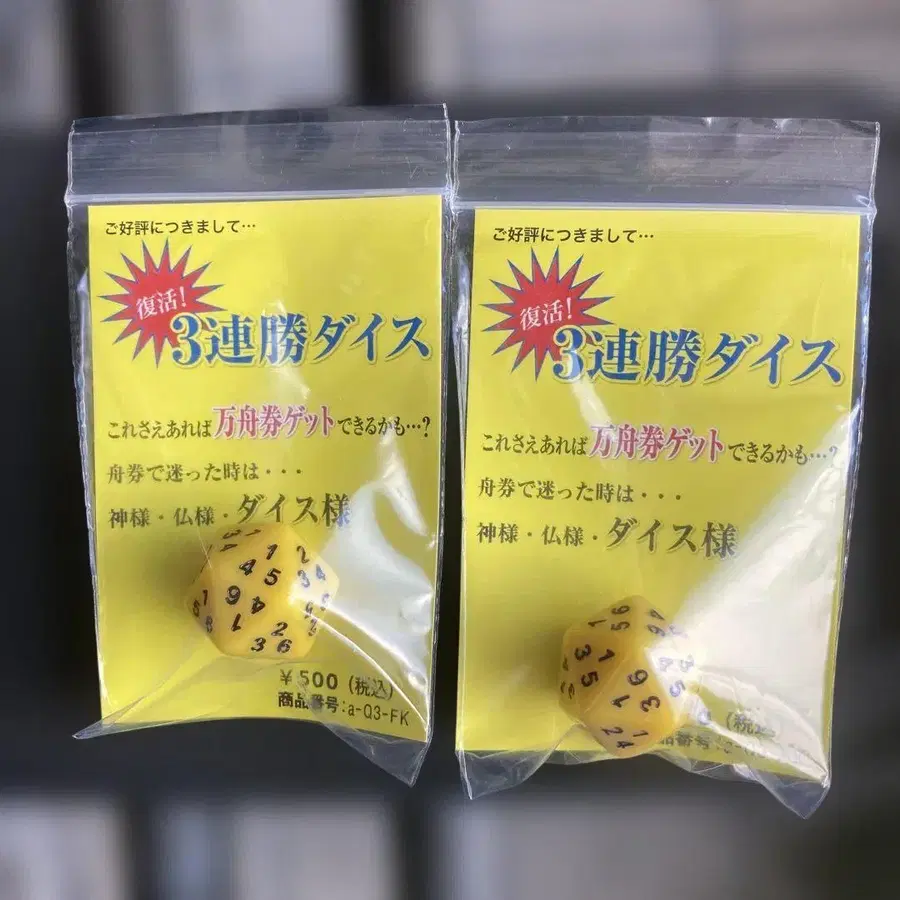 ご好評につきまして…
復活!
3連勝ダイス
これさえあれば万舟券ゲットできるかも…?
舟券で迷った時は・・・
神様・仏様・ダイス様
¥500(税込)
商品番号:a-Q3-FK
ご好評につきまして…
復活!
3連勝ダイス
これさえあれば万舟券ゲットできるかも…?
舟券で迷った時は・・・
神様・仏様・ダイス様
(税込
品番号: